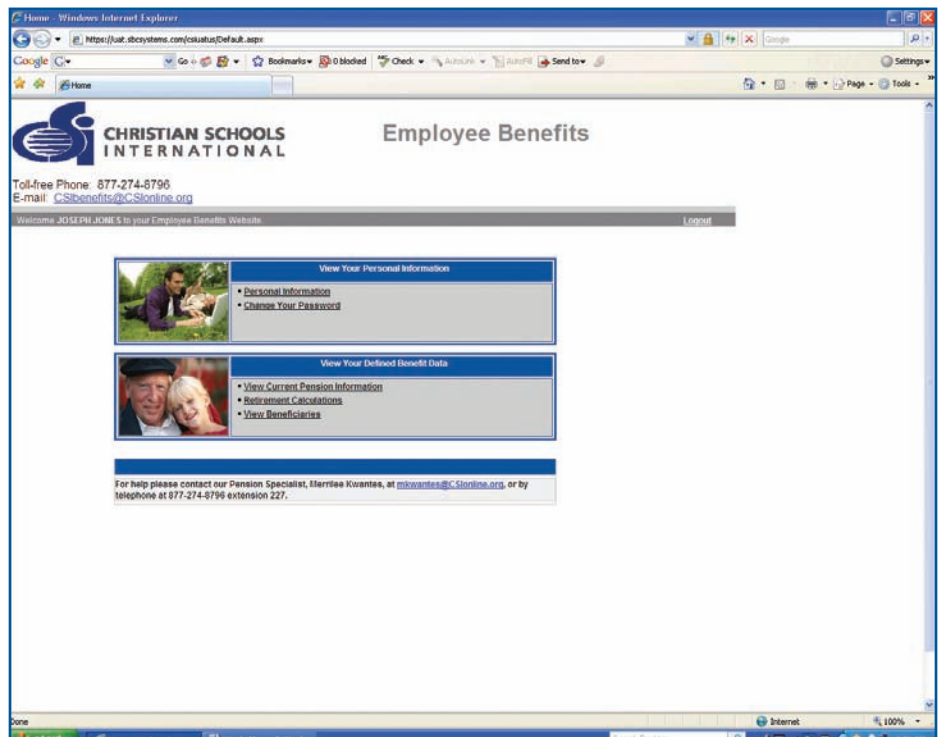 Home - Windows Internet Explorer
https://uat.sbcsystems.com/csiuatus/Default.aspx
Google
Google G Go Bookmarks 0 blocked Check AutoLink AutoFill Send to Settings
Home Page Tools
CHRISTIAN SCHOOLS
INTERNATIONAL
Employee Benefits
Toll-free Phone: 877-274-8796
E-mail: CSIbenefits@CSIonline.org
Welcome JOSEPH JONES to your Employee Benefits Website. Logout
View Your Personal Information
• Personal Information
• Change Your Password
View Your Defined Benefit Data
• View Current Pension Information
• Retirement Calculations
• View Beneficiaries
For help please contact our Pension Specialist, Merrilee Kwantes, at mkwantes@CSIonline.org, or by
telephone at 877-274-8796 extension 227.
Done Internet 100%